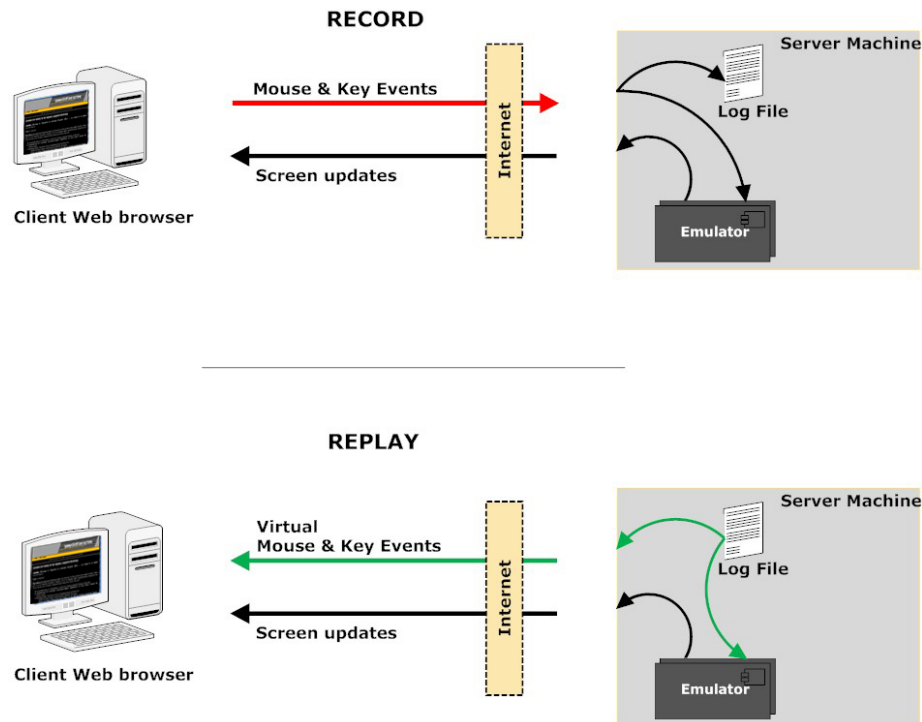 RECORD
Server Machine
Mouse & Key Events
Internet
Log File
Screen updates
Client Web browser
Emulator
REPLAY
Server Machine
Virtual
Mouse & Key Events
Internet
Log File
Screen updates
Client Web browser
Emulator